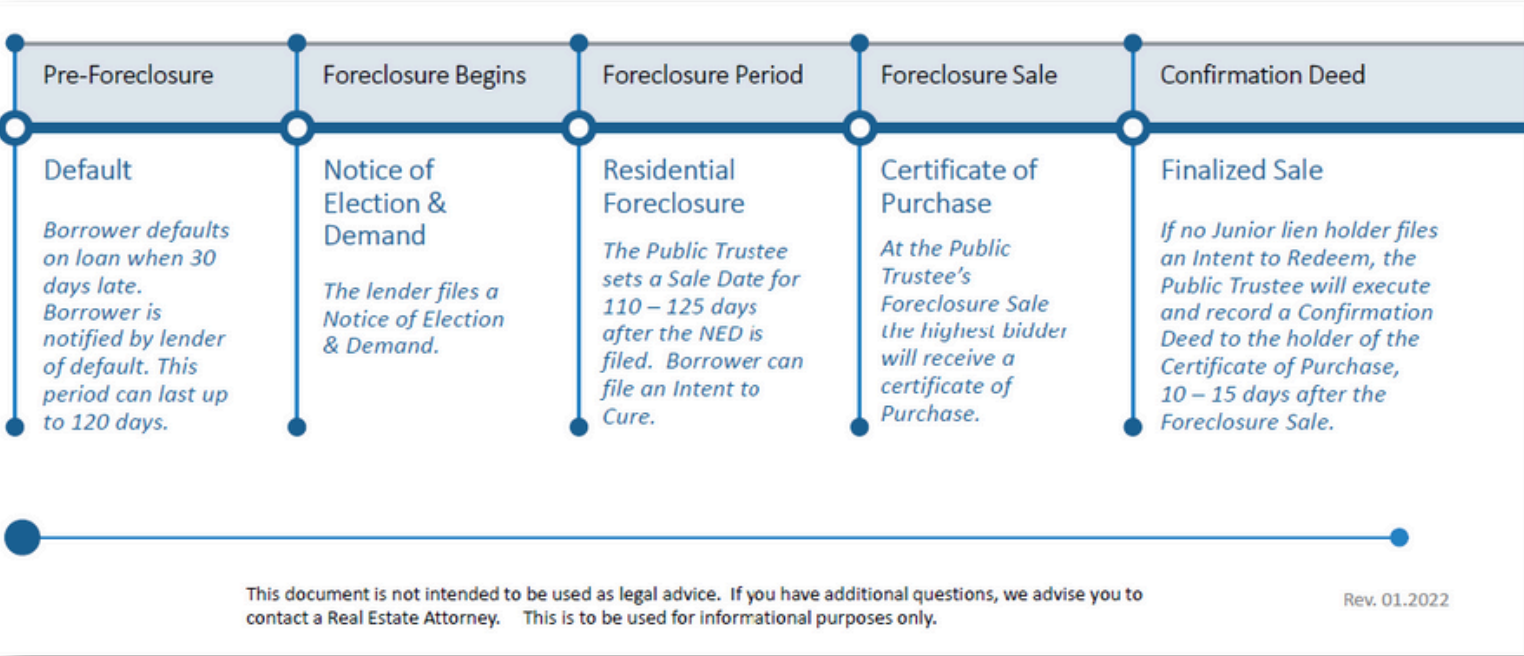 Pre-Foreclosure
Foreclosure Begins
Foreclosure Period
Foreclosure Sale
Confirmation Deed
Default
Borrower defaults
on loan when 30
days late.
Borrower is
notified by lender
of default. This
period can last up
to 120 days.
Notice of
Election &
Demand
The lender files a
Notice of Election
& Demand.
Residential
Foreclosure
The Public Trustee
sets a Sale Date for
110 – 125 days
after the NED is
filed. Borrower can
file an Intent to
Cure.
Certificate of
Purchase
At the Public
Trustee's
Foreclosure Sale
the highest bidder
will receive a
certificate of
Purchase.
Finalized Sale
If no Junior lien holder files
an Intent to Redeem, the
Public Trustee will execute
and record a Confirmation
Deed to the holder of the
Certificate of Purchase,
10 – 15 days after the
Foreclosure Sale.
This document is not intended to be used as legal advice. If you have additional questions, we advise you to
contact a Real Estate Attorney. This is to be used for informational purposes only.
Rev. 01.2022